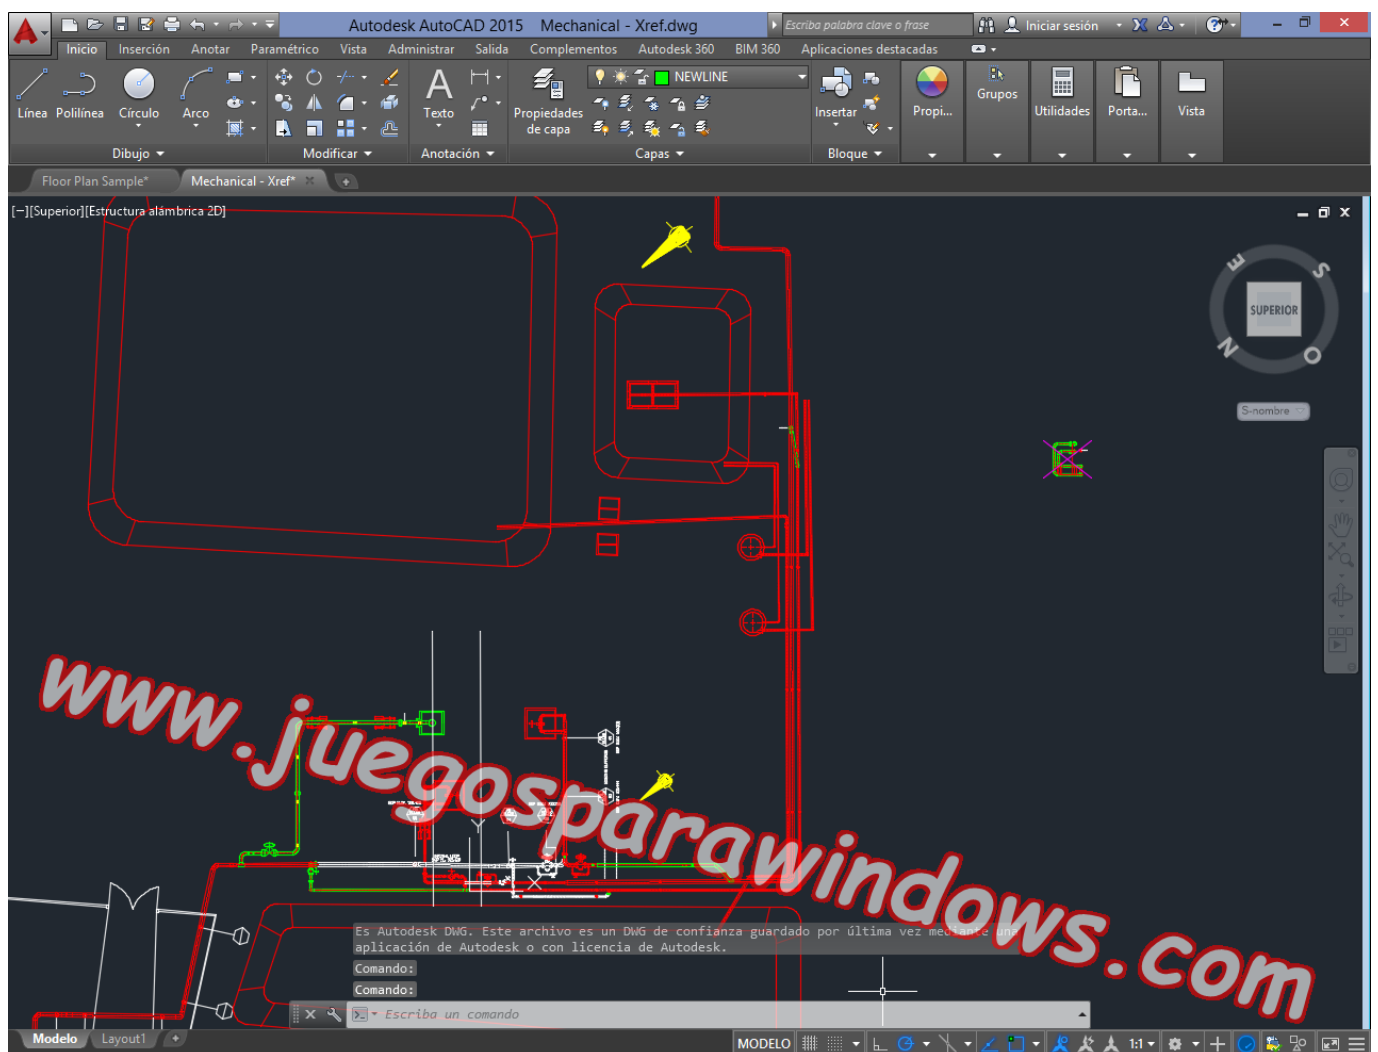 Autodesk AutoCAD 2015 Mechanical - Xref.dwg
Escriba palabra clave o frase
Iniciar sesión
Inicio Inserción Anotar Paramétrico Vista Administrar Salida Complementos Autodesk 360 BIM 360 Aplicaciones destacadas
NEWLINE
Línea Polilínea Círculo Arco
Texto
Propiedades
de capa
Insertar
Propi...
Grupos
Utilidades
Porta...
Vista
Dibujo Modificar Anotación Capas Bloque
Floor Plan Sample*
Mechanical - Xref*
[−][Superior][Estructura alámbrica 2D]
E S
SUPERIOR
N O
S-nombre
Y
X
www.juegosparawindows.com
Es Autodesk DWG. Este archivo es un DWG de confianza guardado por última vez mediante una
aplicación de Autodesk o con licencia de Autodesk.
Comando:
Comando:
Escriba un comando
Modelo Layout1
MODELO
1:1